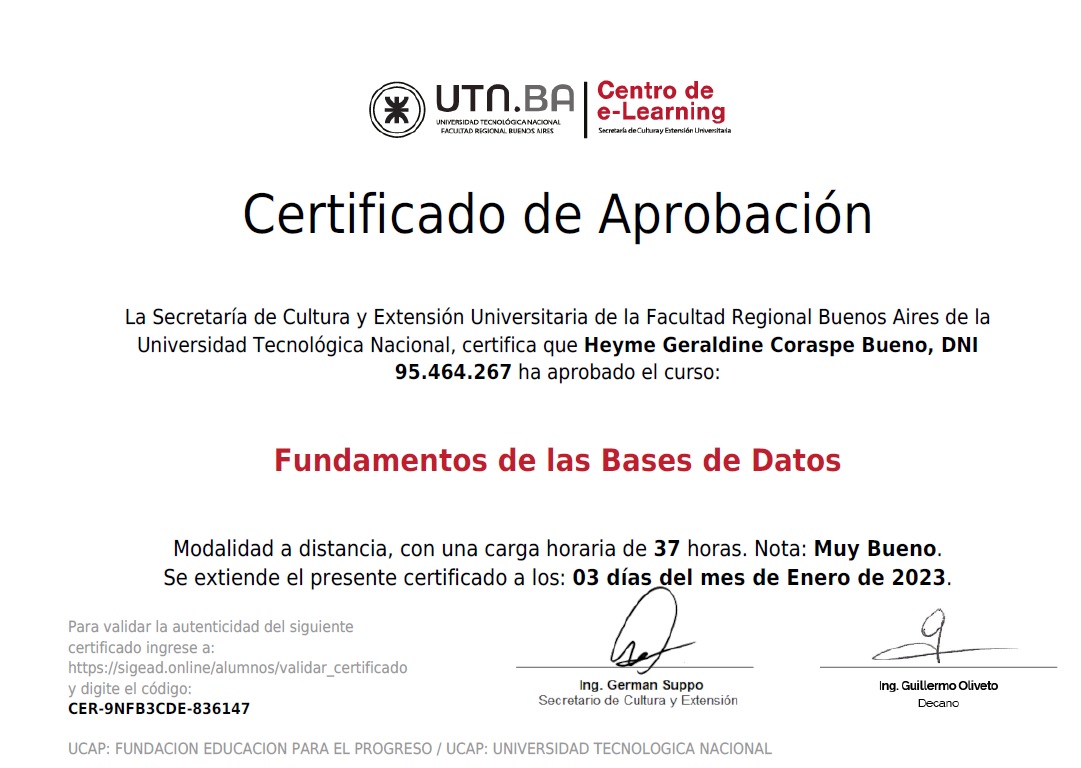 UTN.BA
UNIVERSIDAD TECNOLÓGICA NACIONAL
FACULTAD REGIONAL BUENOS AIRES
Centro de
e-Learning
Secretaría de Cultura y Extensión Universitaria
Certificado de Aprobación
La Secretaría de Cultura y Extensión Universitaria de la Facultad Regional Buenos Aires de la
Universidad Tecnológica Nacional, certifica que Heyme Geraldine Coraspe Bueno, DNI
95.464.267 ha aprobado el curso:
Fundamentos de las Bases de Datos
Modalidad a distancia, con una carga horaria de 37 horas. Nota: Muy Bueno.
Se extiende el presente certificado a los: 03 días del mes de Enero de 2023.
Para validar la autenticidad del siguiente
certificado ingrese a:
https://sigead.online/alumnos/validar_certificado
y digite el código:
CER-9NFB3CDE-836147
Ing. German Suppo
Secretario de Cultura y Extensión
Ing. Guillermo Oliveto
Decano
UCAP: FUNDACION EDUCACION PARA EL PROGRESO / UCAP: UNIVERSIDAD TECNOLOGICA NACIONAL